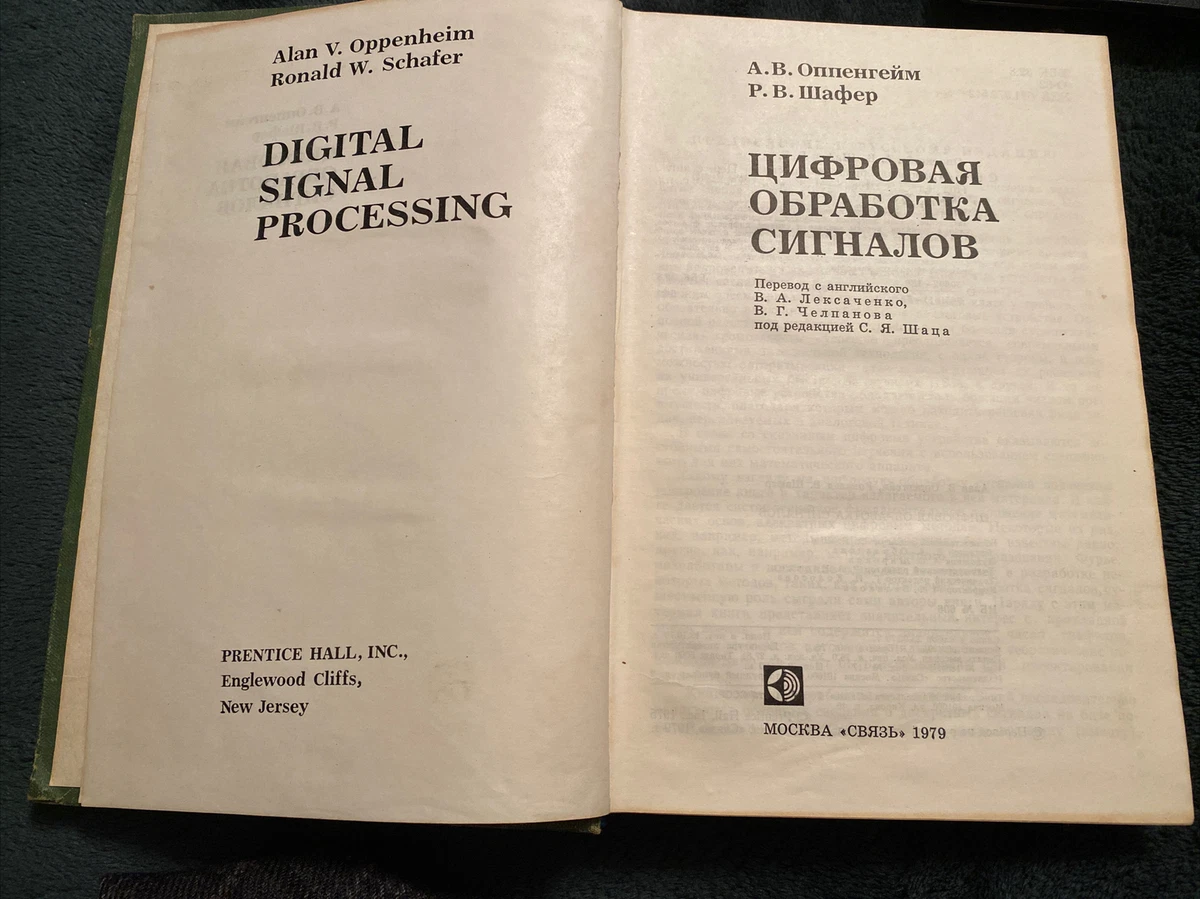 Alan V. Oppenheim
Ronald W. Schafer
DIGITAL
SIGNAL
PROCESSING
PRENTICE HALL, INC.,
Englewood Cliffs,
New Jersey
А. В. Оппенгейм
Р. В. Шафер
ЦИФРОВАЯ
ОБРАБОТКА
СИГНАЛОВ
Перевод с английского
В. А. Лексаченко,
В. Г. Челпанова
под редакцией С. Я. Шаца
МОСКВА «СВЯЗЬ» 1979